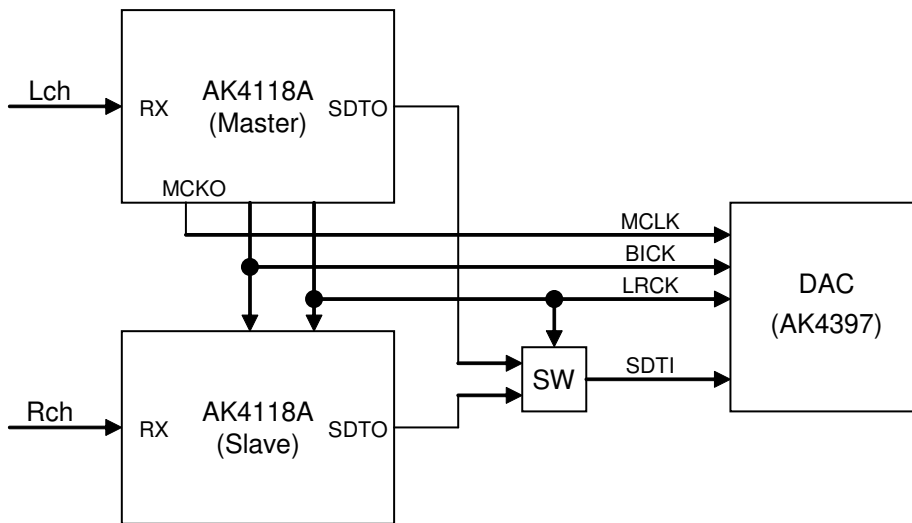 Lch
RX
AK4118A
(Master)
SDTO
MCKO
MCLK
BICK
LRCK
DAC
(AK4397)
SW
SDTI
Rch
RX
AK4118A
(Slave)
SDTO